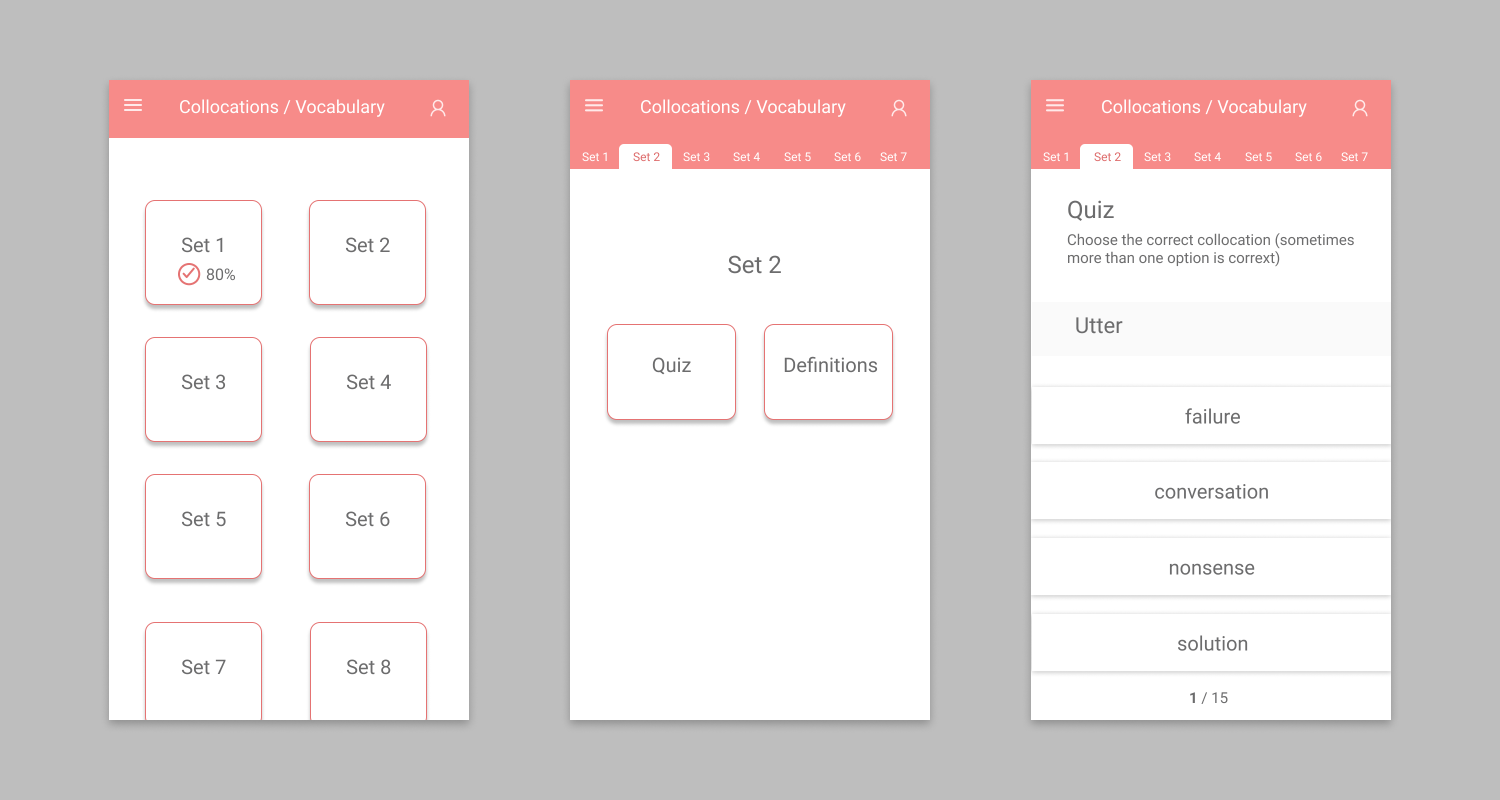 Collocations / Vocabulary
Set 1
80%
Set 2
Set 3
Set 4
Set 5
Set 6
Set 7
Set 8
Collocations / Vocabulary
Set 1 Set 2 Set 3 Set 4 Set 5 Set 6 Set 7
Set 2
Quiz
Definitions
Collocations / Vocabulary
Set 1 Set 2 Set 3 Set 4 Set 5 Set 6 Set 7
Quiz
Choose the correct collocation (sometimes
more than one option is corrext)
Utter
failure
conversation
nonsense
solution
1 / 15